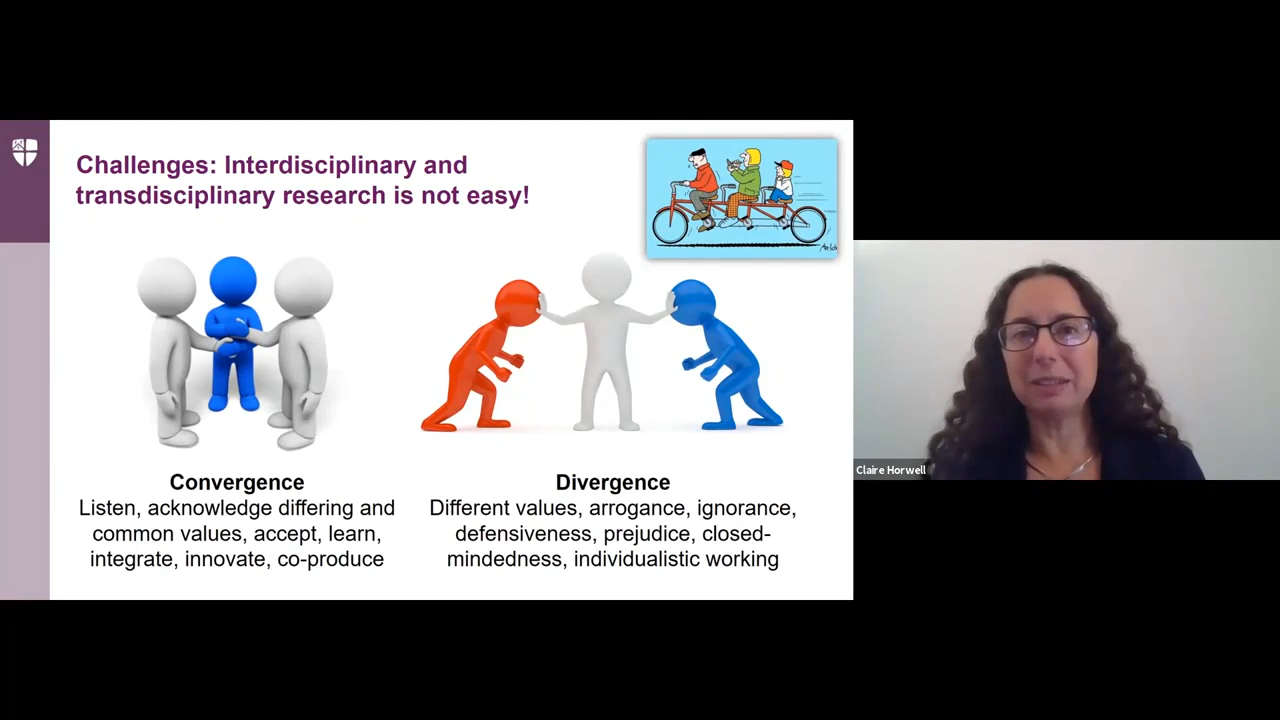 Challenges: Interdisciplinary and
transdisciplinary research is not easy!
Convergence
Listen, acknowledge differing and
common values, accept, learn,
integrate, innovate, co-produce
Divergence
Different values, arrogance, ignorance,
defensiveness, prejudice, closed-
mindedness, individualistic working
Claire Horwell